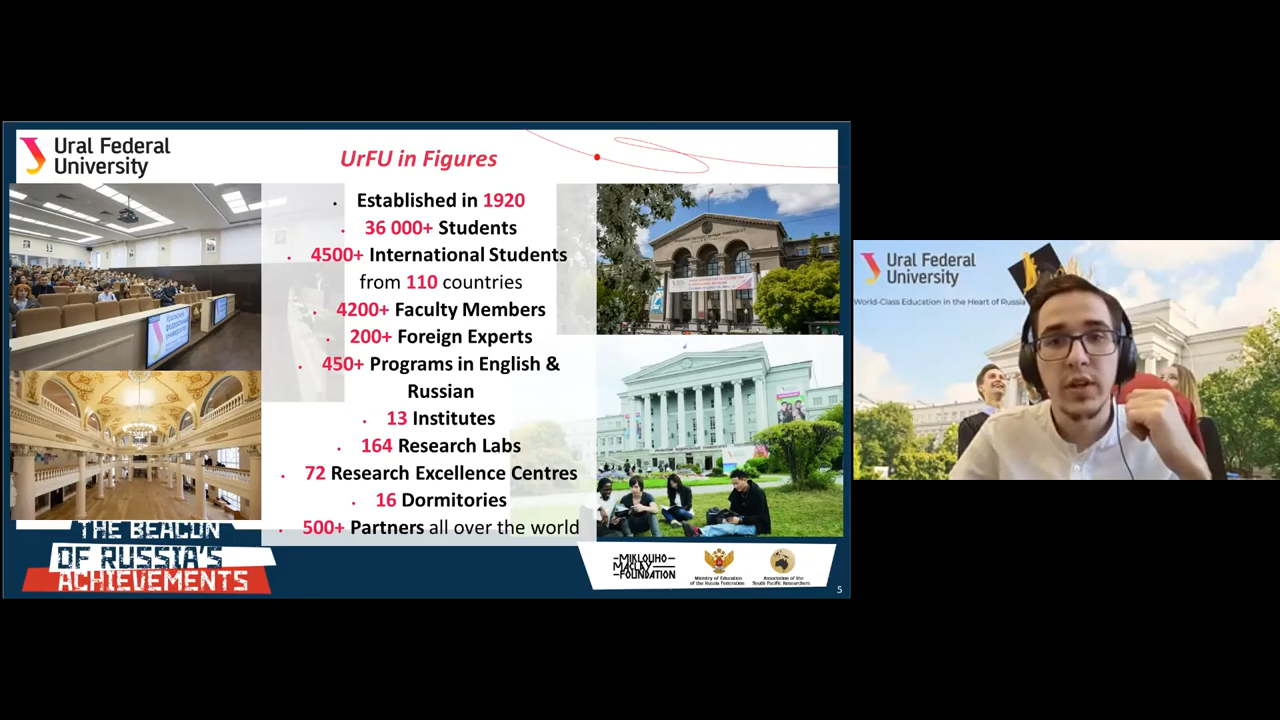 Ural Federal
University
UrFU in Figures
Established in 1920
36 000+ Students
4500+ International Students
from 110 countries
4200+ Faculty Members
200+ Foreign Experts
450+ Programs in English &
Russian
13 Institutes
164 Research Labs
72 Research Excellence Centres
16 Dormitories
500+ Partners all over the world
THE BEACON
OF RUSSIA'S
ACHIEVEMENTS
MIKLOUHO
MACLAY
FOUNDATION
Ministry of Education
of the Russia Federation
Association of the
South Pacific Researchers
5
Ural Federal
University
World-Class Education in the Heart of Russia